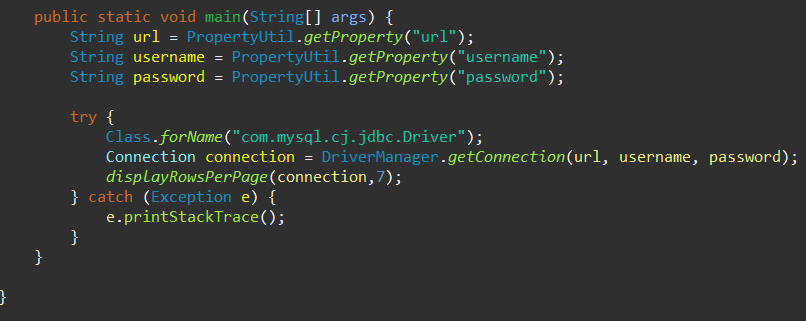 public static void main(String[] args) {
String url = PropertyUtil.getProperty("url");
String username = PropertyUtil.getProperty("username");
String password = PropertyUtil.getProperty("password");
try {
Class.forName("com.mysql.cj.jdbc.Driver");
Connection connection = DriverManager.getConnection(url, username, password);
displayRowsPerPage(connection,7);
} catch (Exception e) {
e.printStackTrace();
}
}
}